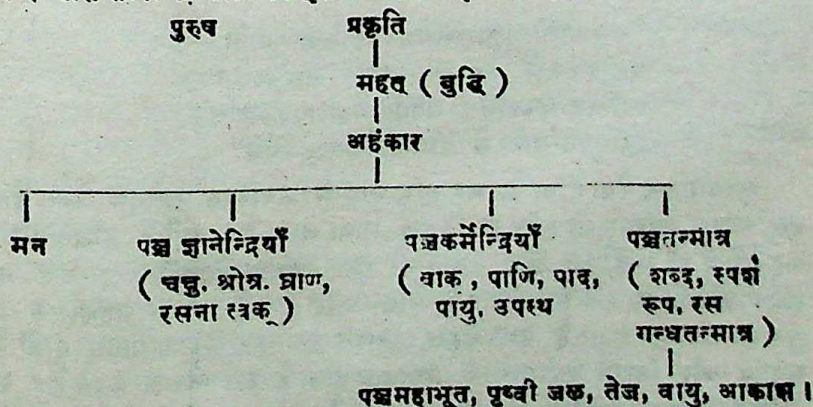 पुरुष प्रकृति
महत् ( बुद्धि )
अहंकार
मन पञ्च ज्ञानेन्द्रियाँ पञ्चकर्मेन्द्रियाँ पञ्चतन्मात्र
( चक्षु. श्रोत्र. घ्राण, ( वाक् , पाणि, पाद, ( शब्द, स्पर्श
रसना त्वक् ) पायु, उपस्थ रूप, रस
गन्धतन्मात्र )
पञ्चमहाभूत, पृथ्वी जल, तेज, वायु, आकाश ।